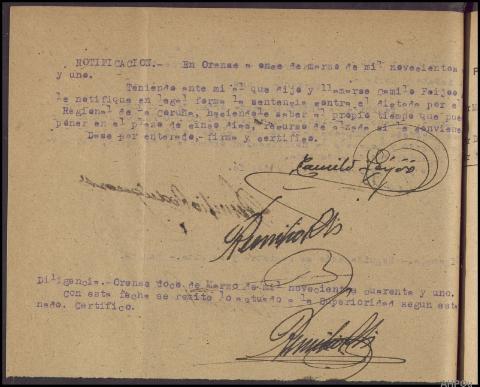 NOTIFICACION.- En Orense a once de marzo de mil novecientos
y uno.
Teniendo ante mi al que dijo y llamarse Camilo Feijoo
le notifique en legal forma la sentencia contra el dictada por el
Regional de La Coruña, haciendole saber al propio tiempo que pue
poner en el plazo de cinco dias, recurso de alzada si le conviene
Dase por enterado,- firma y certifico.
Camilo Feijóo
Diligencia.- Orense doce de Marzo de mil novecientos cuarenta y uno.
Con esta fecha se remite lo actuado a la Superioridad segun está
nado. Certifico.